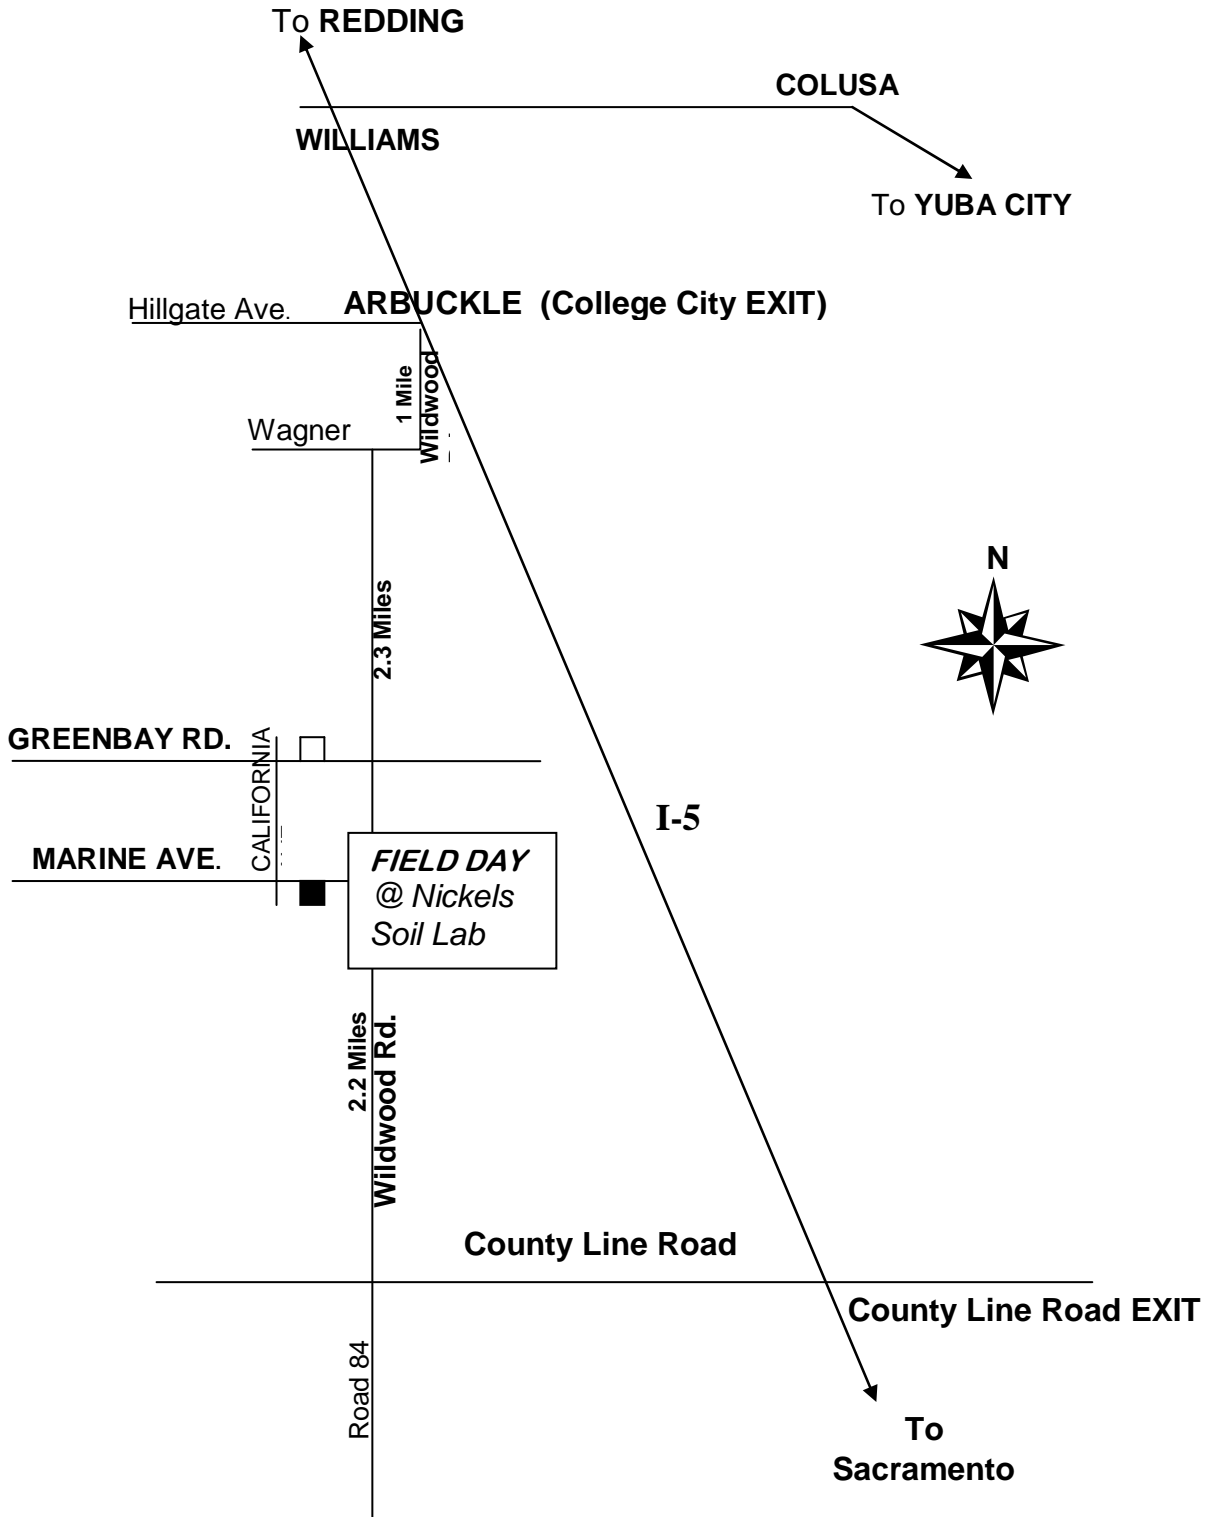 To REDDING
COLUSA
WILLIAMS
To YUBA CITY
Hillgate Ave.
ARBUCKLE (College City EXIT)
1 Mile
Wildwood
Wagner
N
2.3 Miles
GREENBAY RD.
CALIFORNIA
I-5
MARINE AVE.
FIELD DAY
@ Nickels
Soil Lab
2.2 Miles
Wildwood Rd.
County Line Road
County Line Road EXIT
Road 84
To
Sacramento